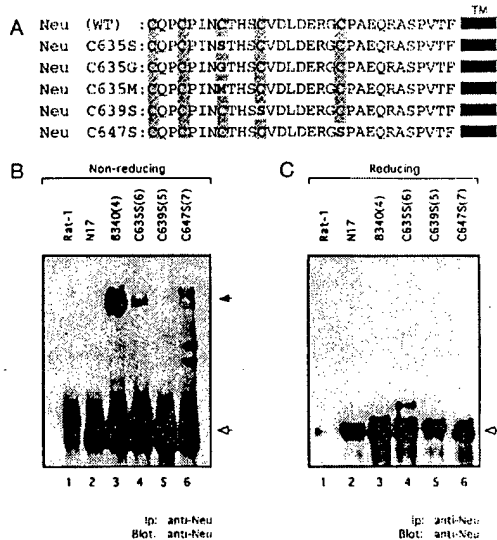 A
TM
Neu (WT) CQPCPINCTHSCVDLDERGCPAEQRASPVTF
Neu C635S: CQPCPINSTHSCVDLDERGCPAEQRASPVTF
Neu C635G: CQPCPINGTHSCVDLDERGCPAEQRASPVTF
Neu C635M: CQPCPINMTHSCVDLDERGCPAEQRASPVTF
Neu C639S: CQPCPINCTHSSVDLDERGCPAEQRASPVTF
Neu C647S: CQPCPINCTHSCVDLDERGSPAEQRASPVTF
B
Non-reducing
Rat-1 N17 8340(4) C635S(6) C639S(5) C647S(7)
1 2 3 4 5 6
Ip: anti-Neu
Blot: anti-Neu
C
Reducing
Rat-1 N17 8340(4) C635S(6) C639S(5) C647S(7)
1 2 3 4 5 6
Ip: anti-Neu
Blot: anti-Neu